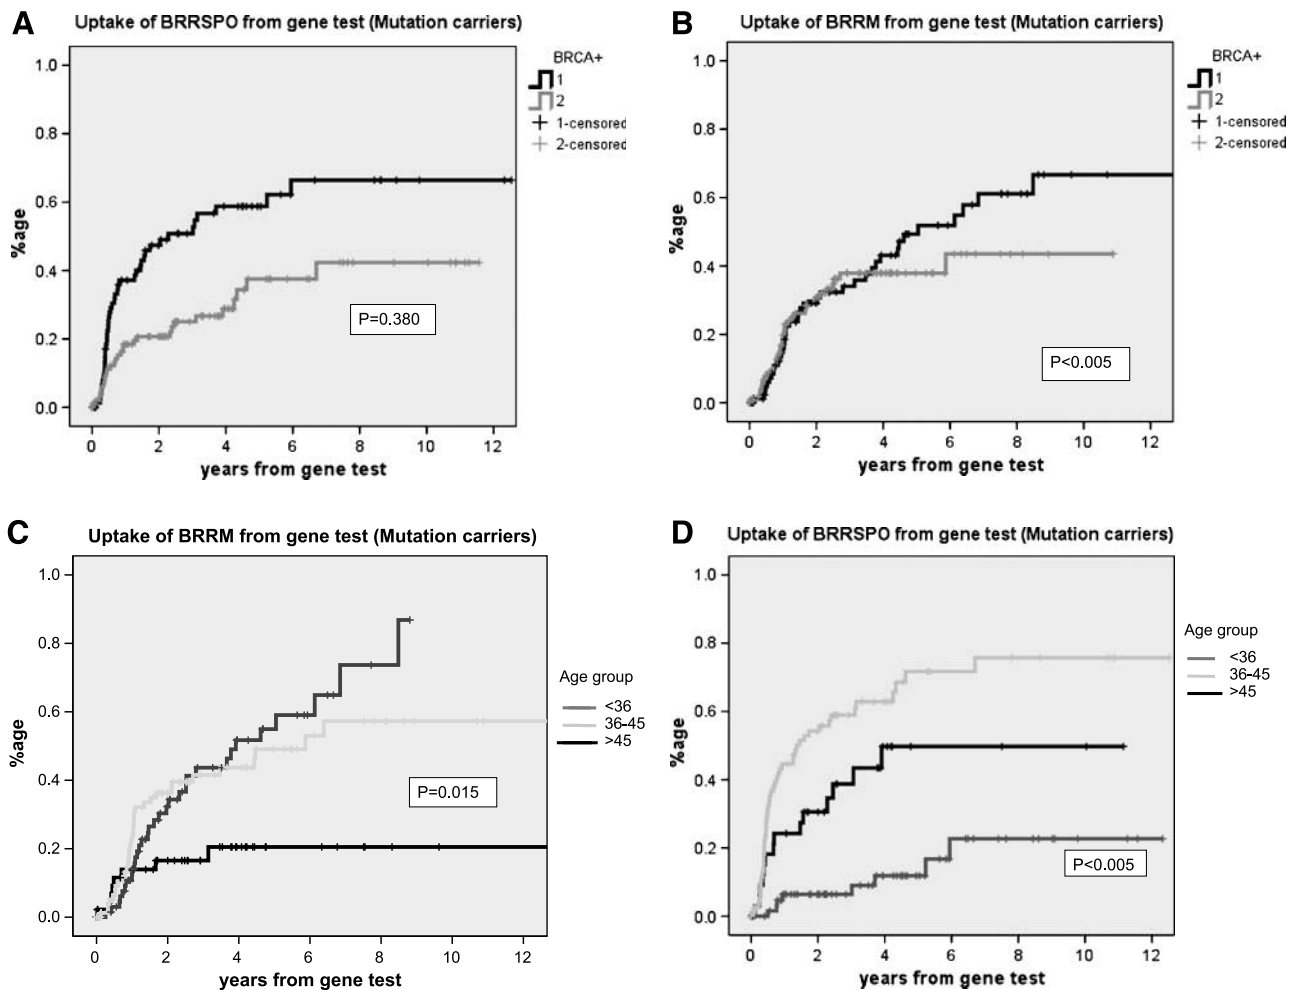 A
Uptake of BRRSPO from gene test (Mutation carriers)
%age
1.0
0.8
0.6
0.4
0.2
0.0
0 2 4 6 8 10 12
years from gene test
P=0.380
BRCA+
1
2
1-censored
2-censored
B
Uptake of BRRM from gene test (Mutation carriers)
%age
1.0
0.8
0.6
0.4
0.2
0.0
0 2 4 6 8 10 12
years from gene test
P<0.005
BRCA+
1
2
1-censored
2-censored
C
Uptake of BRRM from gene test (Mutation carriers)
%age
1.0
0.8
0.6
0.4
0.2
0.0
0 2 4 6 8 10 12
years from gene test
P=0.015
Age group
<36
36-45
>45
D
Uptake of BRRSPO from gene test (Mutation carriers)
%age
1.0
0.8
0.6
0.4
0.2
0.0
0 2 4 6 8 10 12
years from gene test
P<0.005
Age group
<36
36-45
>45